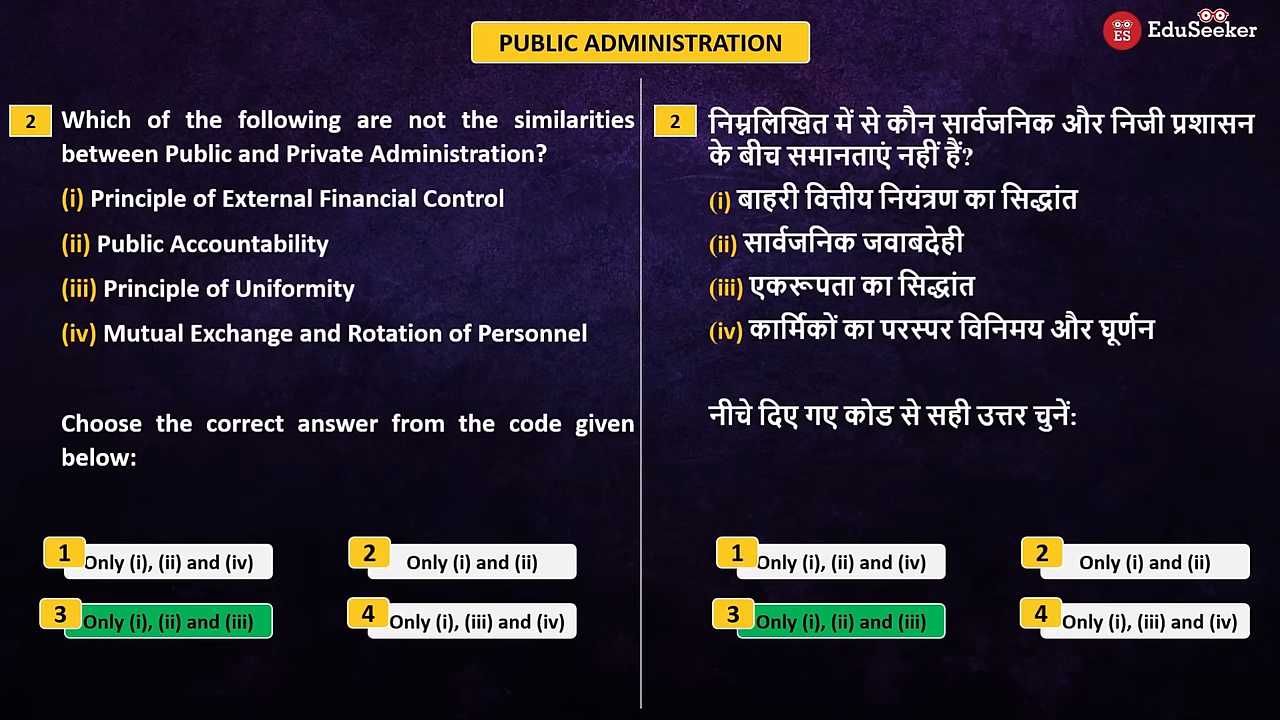 PUBLIC ADMINISTRATION
ES EduSeeker
2 Which of the following are not the similarities
between Public and Private Administration?
(i) Principle of External Financial Control
(ii) Public Accountability
(iii) Principle of Uniformity
(iv) Mutual Exchange and Rotation of Personnel
Choose the correct answer from the code given
below:
1 Only (i), (ii) and (iv)
2 Only (i) and (ii)
3 Only (i), (ii) and (iii)
4 Only (i), (iii) and (iv)
2 निम्नलिखित में से कौन सार्वजनिक और निजी प्रशासन
के बीच समानताएं नहीं हैं?
(i) बाहरी वित्तीय नियंत्रण का सिद्धांत
(ii) सार्वजनिक जवाबदेही
(iii) एकरूपता का सिद्धांत
(iv) कार्मिकों का परस्पर विनिमय और घूर्णन
नीचे दिए गए कोड से सही उत्तर चुनें:
1 Only (i), (ii) and (iv)
2 Only (i) and (ii)
3 Only (i), (ii) and (iii)
4 Only (i), (iii) and (iv)